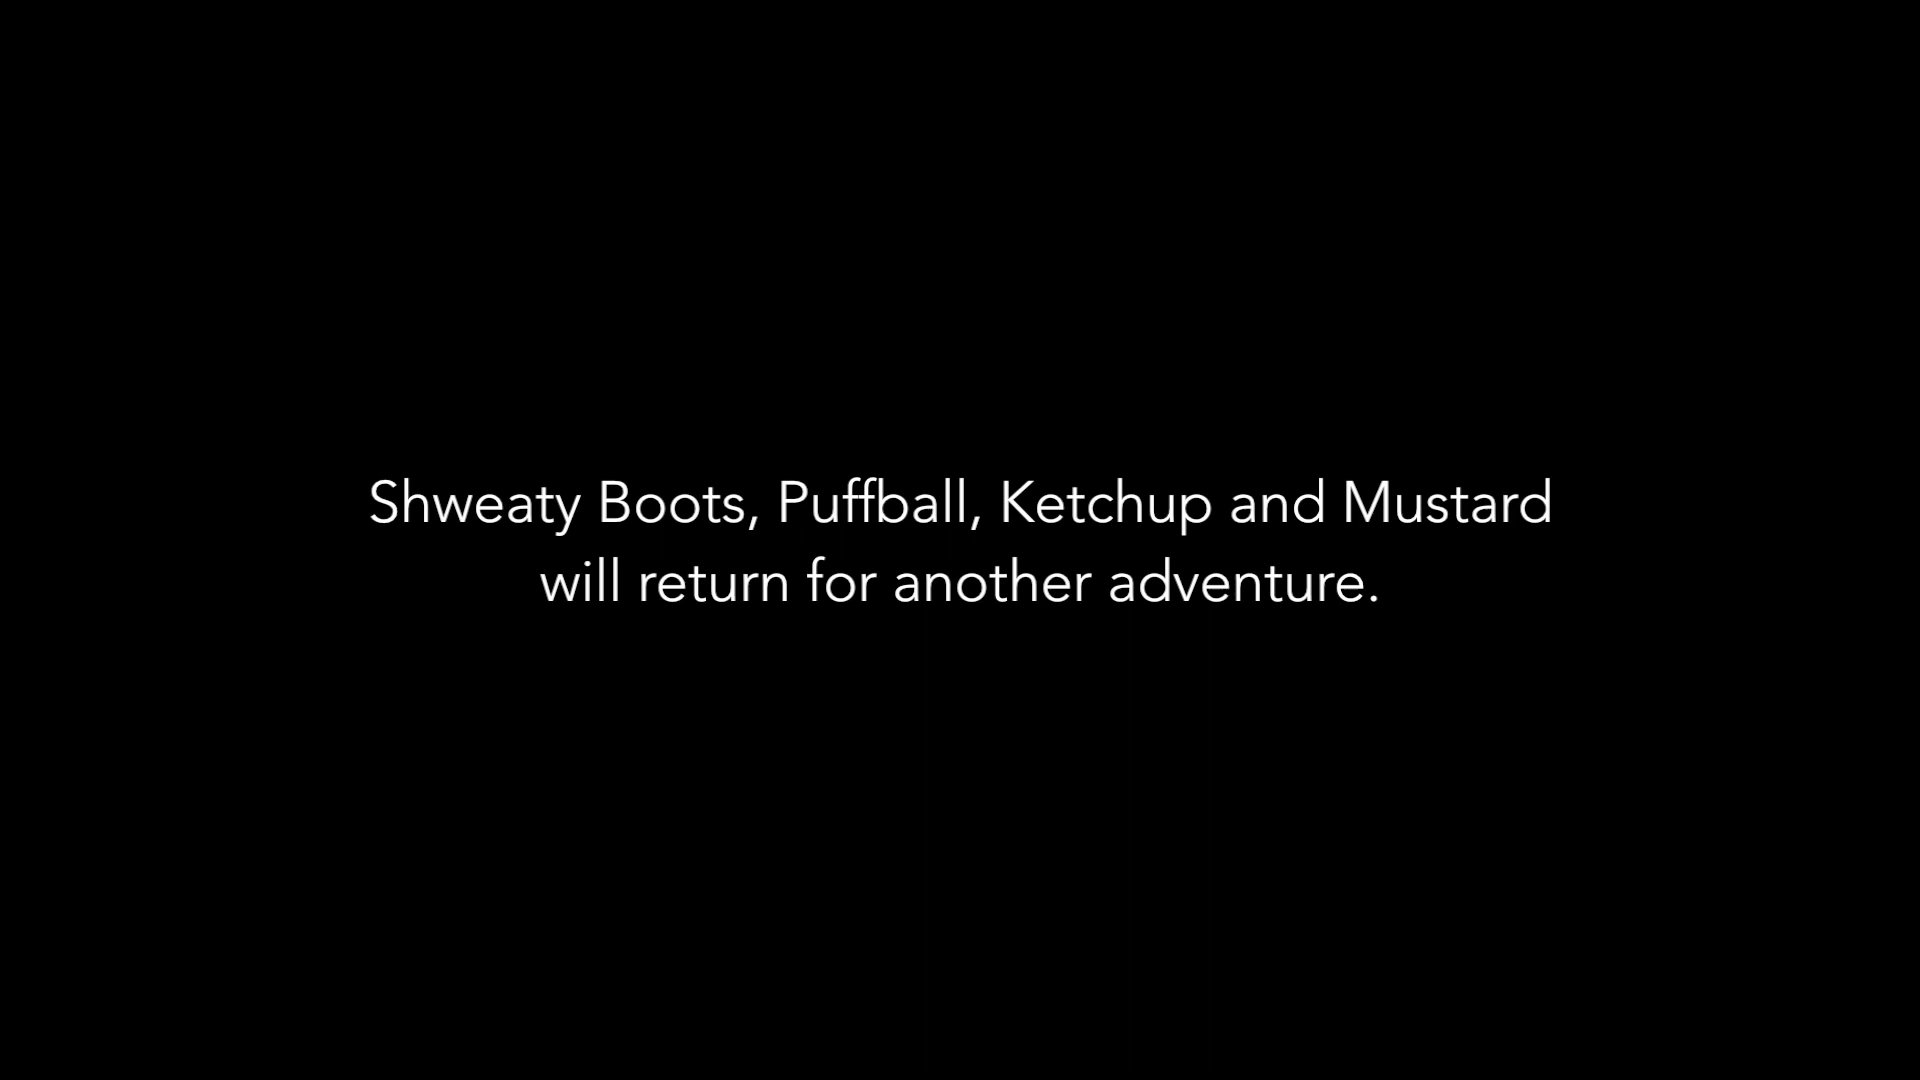 Shweaty Boots, Puffball, Ketchup and Mustard
will return for another adventure.